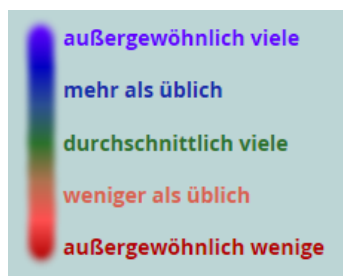 außergewöhnlich viele
mehr als üblich
durchschnittlich viele
weniger als üblich
außergewöhnlich wenige